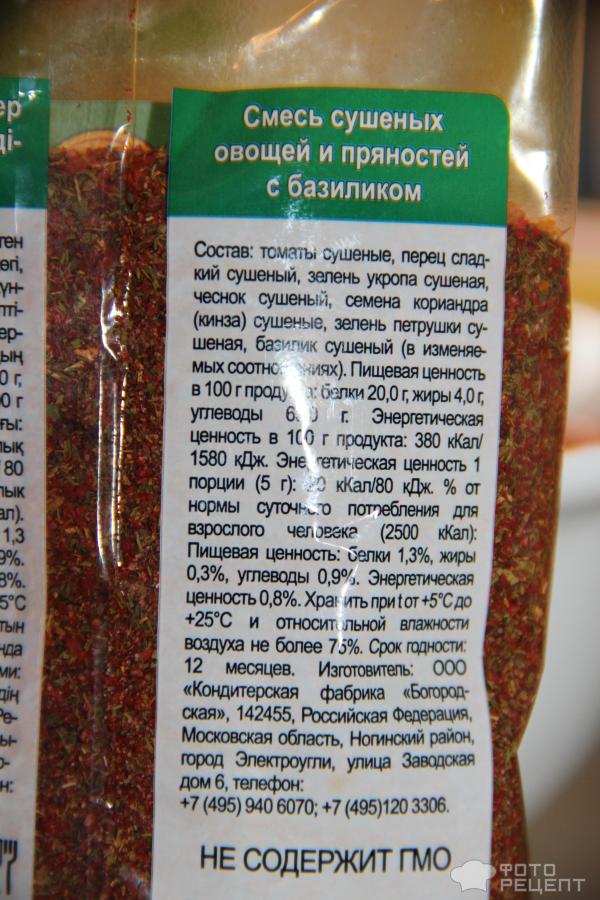 ер
ді-
Смесь сушеных
овощей и пряностей
с базиликом
Состав: томаты сушеные, перец слад-
кий сушеный, зелень укропа сушеная,
чеснок сушеный, семена кориандра
(кинза) сушеные, зелень петрушки су-
шеная, базилик сушеный (в изменяе-
мых соотношениях). Пищевая ценность
в 100 г продукта: белки 20,0 г, жиры 4,0 г,
углеводы г. Энергетическая
ценность в 100 г продукта: 380 кКал/
1580 кДж. Энергетическая ценность 1
порции (5 г): кКал/80 кДж. % от
нормы суточного потребления для
взрослого человека (2500 кКал):
Пищевая ценность: белки 1,3%, жиры
0,3%, углеводы 0,9%. Энергетическая
ценность 0,8%. Хранить при t от +5°С до
+25°С и относительной влажности
воздуха не более 75%. Срок годности:
12 месяцев. Изготовитель: ООО
«Кондитерская фабрика «Богород-
ская», 142455, Российская Федерация,
Московская область, Ногинский район,
город Электроугли, улица Заводская
дом 6, телефон:
+7 (495) 940 6070; +7 (495)120 3306.
НЕ СОДЕРЖИТ ГМО
ФОТО
РЕЦЕПТ